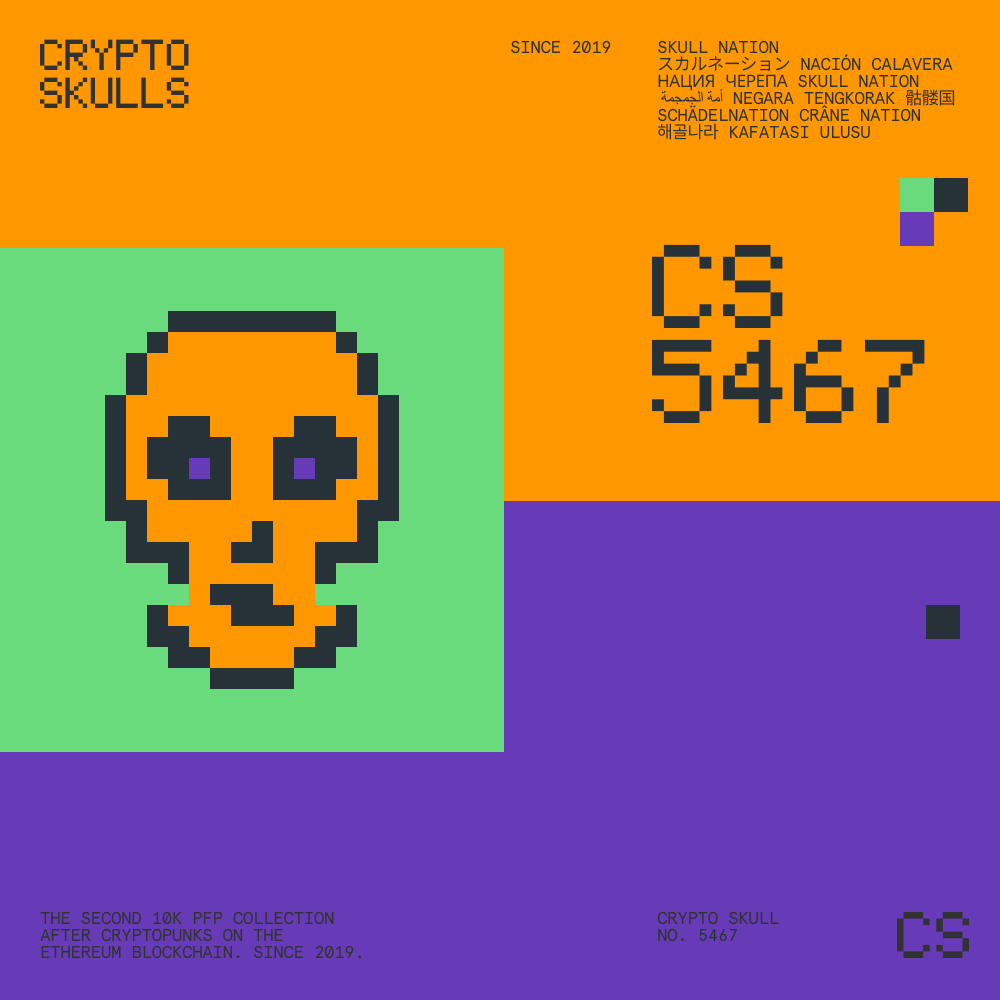 CRYPTO
SKULLS
SINCE 2019
SKULL NATION
スカルネーション NACIÓN CALAVERA
НАЦИЯ ЧЕРЕПА SKULL NATION
أمة الجمجمة NEGARA TENGKORAK 骷髅国
SCHÄDELNATION CRÂNE NATION
해골나라 KAFATASI ULUSU
CS
5467
THE SECOND 10K PFP COLLECTION
AFTER CRYPTOPUNKS ON THE
ETHEREUM BLOCKCHAIN. SINCE 2019.
CRYPTO SKULL
NO. 5467
CS